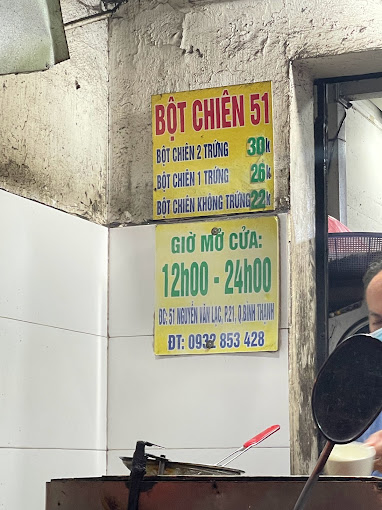 BỘT CHIÊN 51
BỘT CHIÊN 2 TRỨNG 30k
BỘT CHIÊN 1 TRỨNG 26k
BỘT CHIÊN KHÔNG TRỨNG 22k
GIỜ MỞ CỬA:
12h00 - 24h00
ĐC: 51 NGUYỄN VĂN LẠC, P.21, Q.BÌNH THẠNH
ĐT: 0932 853 428